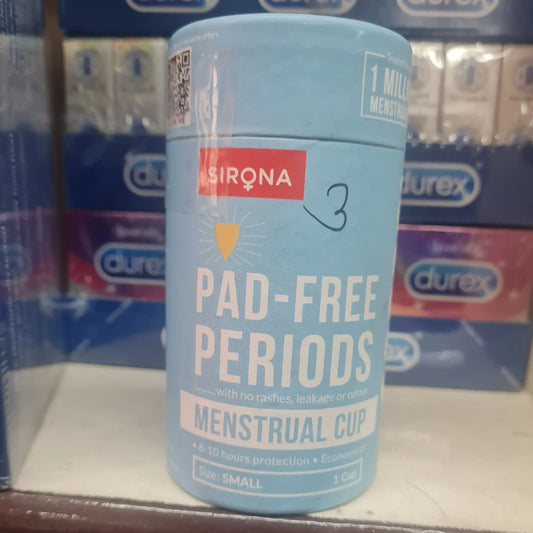 1 MILLI
MENSTRU
SIRONA
3
PAD-FREE
PERIODS
........with no rashes, leakage or odour
MENSTRUAL CUP
• 8-10 hours protection • Economical
Size: SMALL
1 Cup
durex
durex
durex
durex
durex